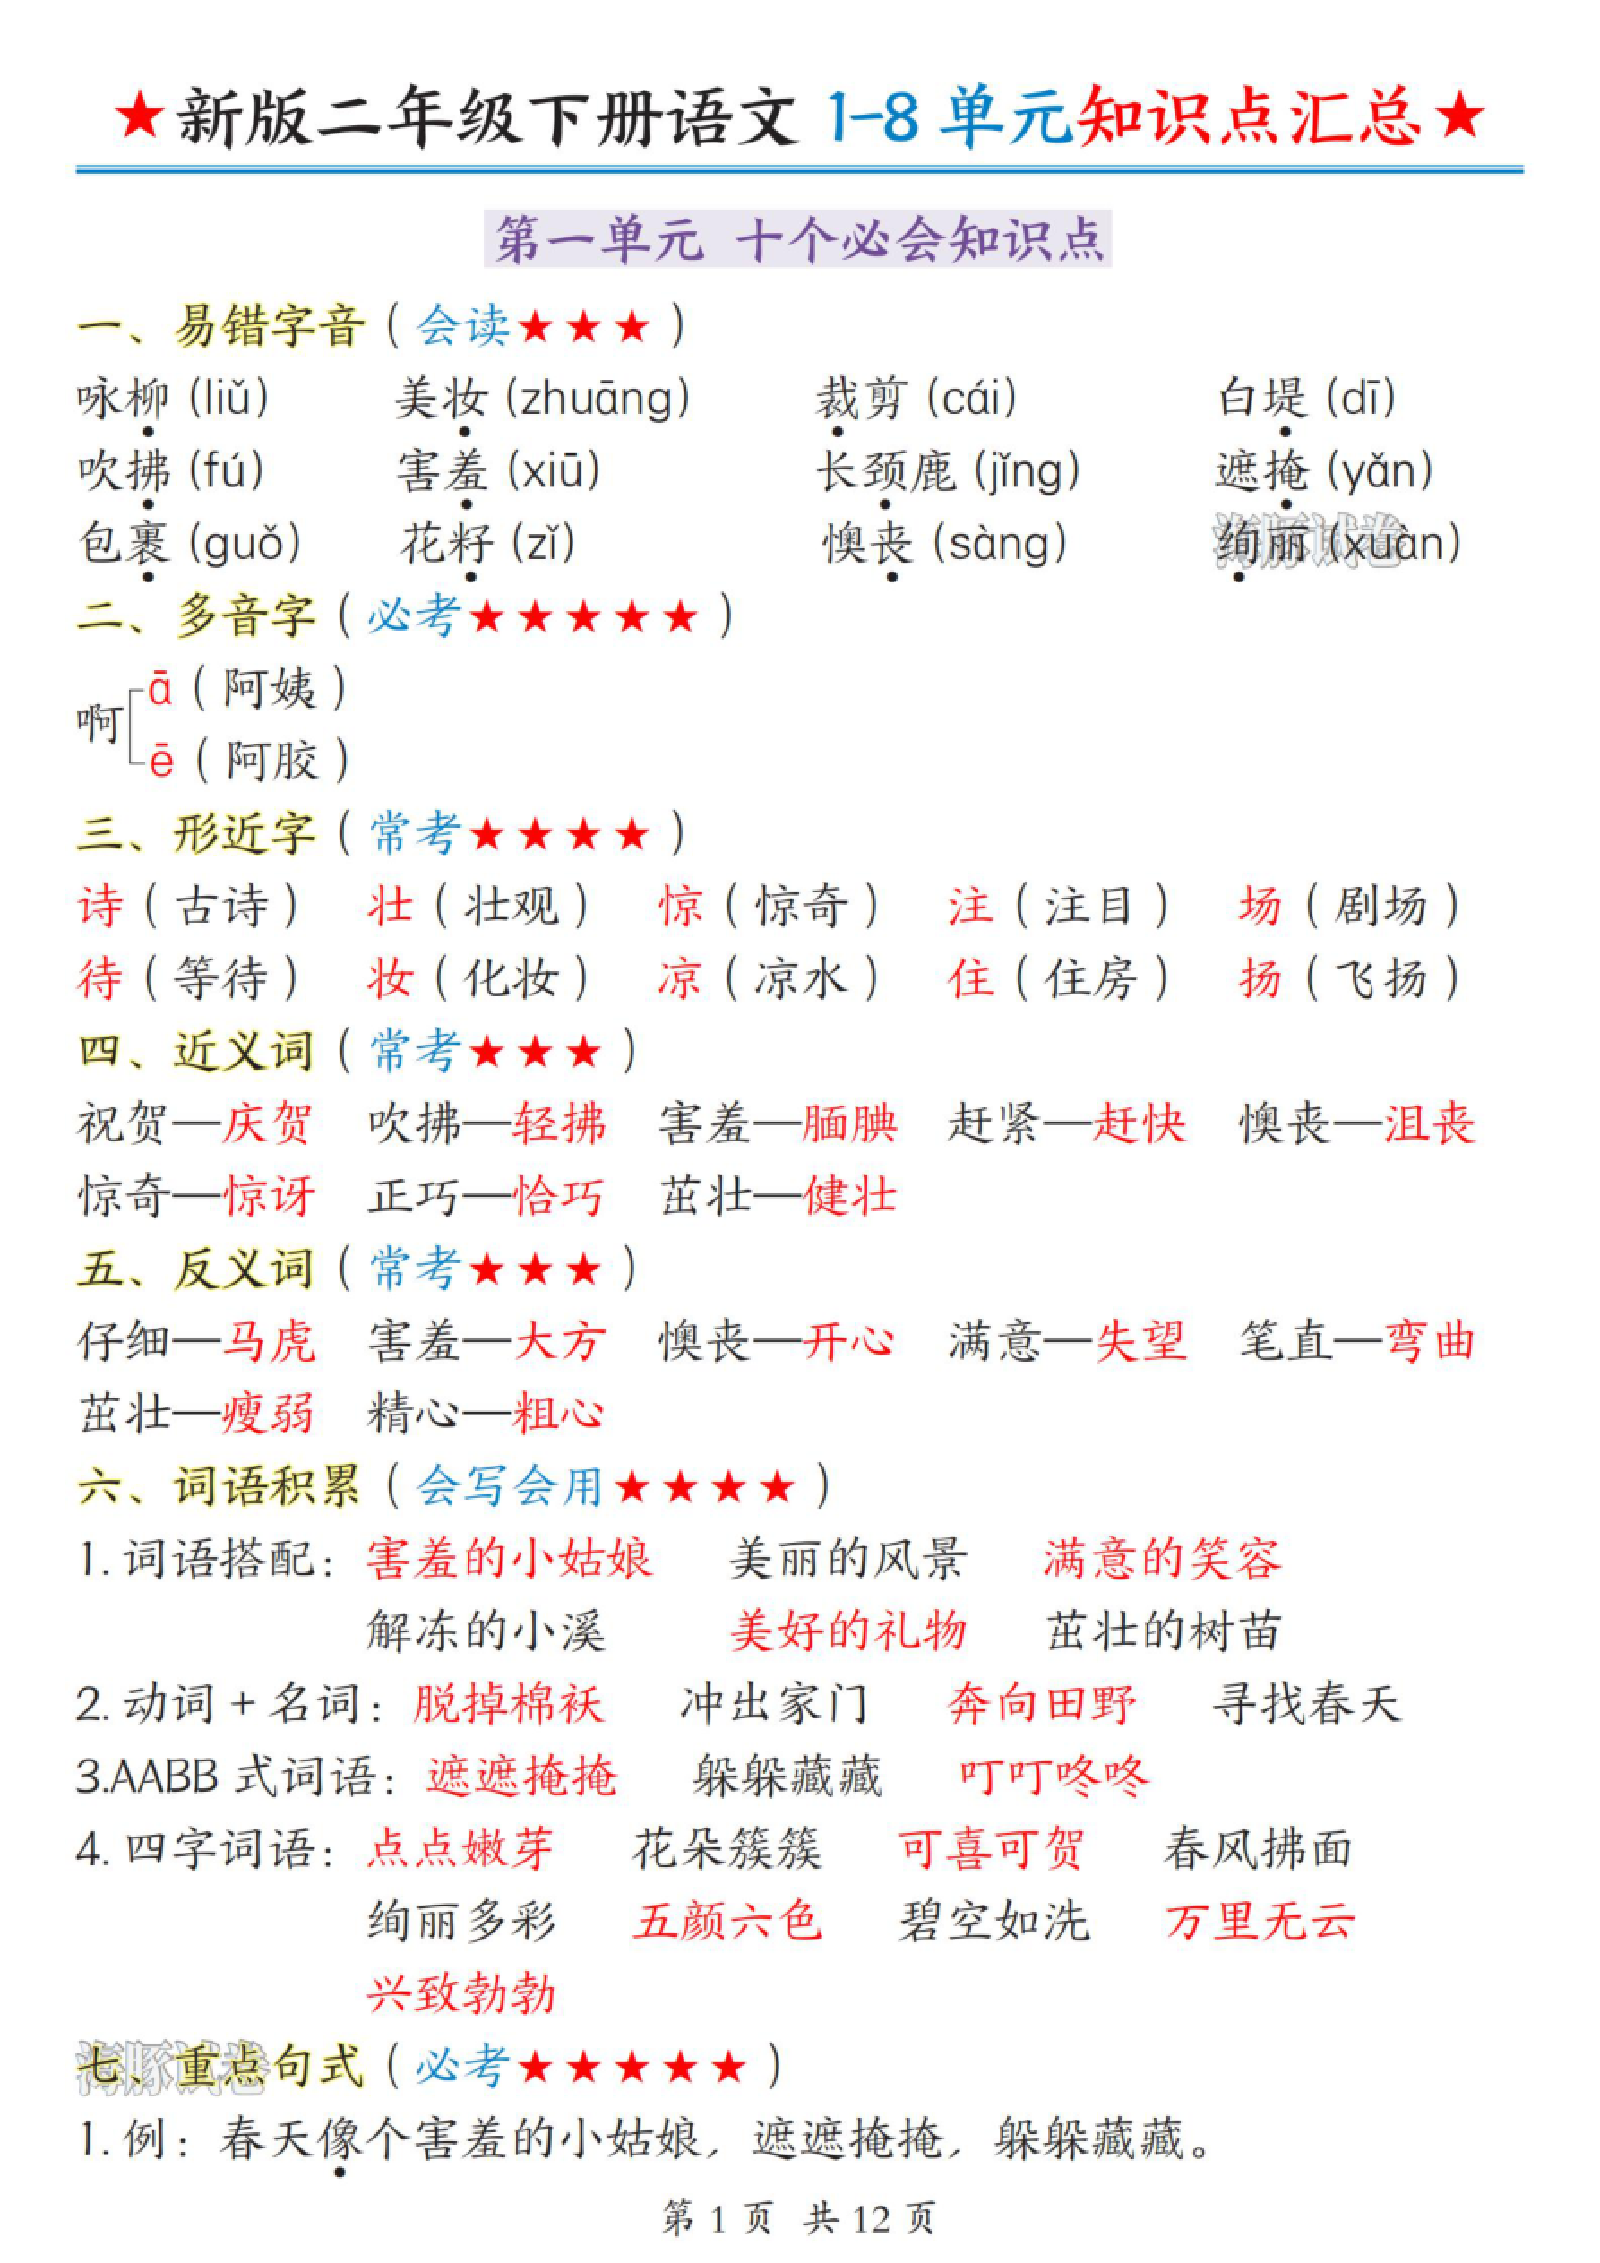 ★新版二年级下册语文 1-8 单元知识点汇总★
第一单元 十个必会知识点
一、易错字音（会读★★★）
咏柳 (liǔ) 美妆 (zhuāng) 裁剪 (cái) 白堤 (dī)
吹拂 (fú) 害羞 (xiū) 长颈鹿 (jǐng) 遮掩 (yǎn)
包裹 (guǒ) 花籽 (zǐ) 懊丧 (sàng) 绚丽 (xuàn)
海豚试卷
二、多音字（必考★★★★★）
ā（阿姨）
啊
ē（阿胶）
三、形近字（常考★★★★）
诗（古诗） 壮（壮观） 惊（惊奇） 注（注目） 场（剧场）
待（等待） 妆（化妆） 凉（凉水） 住（住房） 扬（飞扬）
四、近义词（常考★★★）
祝贺—庆贺 吹拂—轻拂 害羞—腼腆 赶紧—赶快 懊丧—沮丧
惊奇—惊讶 正巧—恰巧 茁壮—健壮
五、反义词（常考★★★）
仔细—马虎 害羞—大方 懊丧—开心 满意—失望 笔直—弯曲
茁壮—瘦弱 精心—粗心
六、词语积累（会写会用★★★★）
1. 词语搭配：害羞的小姑娘 美丽的风景 满意的笑容
解冻的小溪 美好的礼物 茁壮的树苗
2. 动词 + 名词：脱掉棉袄 冲出家门 奔向田野 寻找春天
3.AABB 式词语：遮遮掩掩 躲躲藏藏 叮叮咚咚
4. 四字词语：点点嫩芽 花朵簇簇 可喜可贺 春风拂面
绚丽多彩 五颜六色 碧空如洗 万里无云
兴致勃勃
海豚试卷
七、重点句式（必考★★★★★）
1. 例：春天像个害羞的小姑娘，遮遮掩掩，躲躲藏藏。
第 1 页 共 12 页